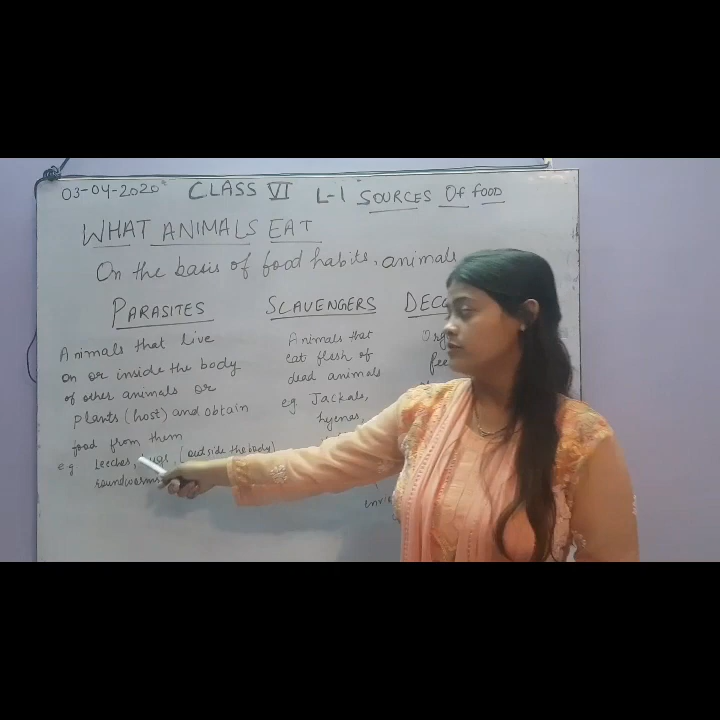 03-04-2020 CLASS VI L-1 SOURCES OF FOOD
WHAT ANIMALS EAT
On the basis of food habits, animals
PARASITES
Animals that live
on or inside the body
of other animals or
plants (host) and obtain
food from them
eg Leeches, (outside the body)
roundworms
SCAVENGERS
Animals that
eat flesh of
dead animals
eg Jackals,
hyenas,